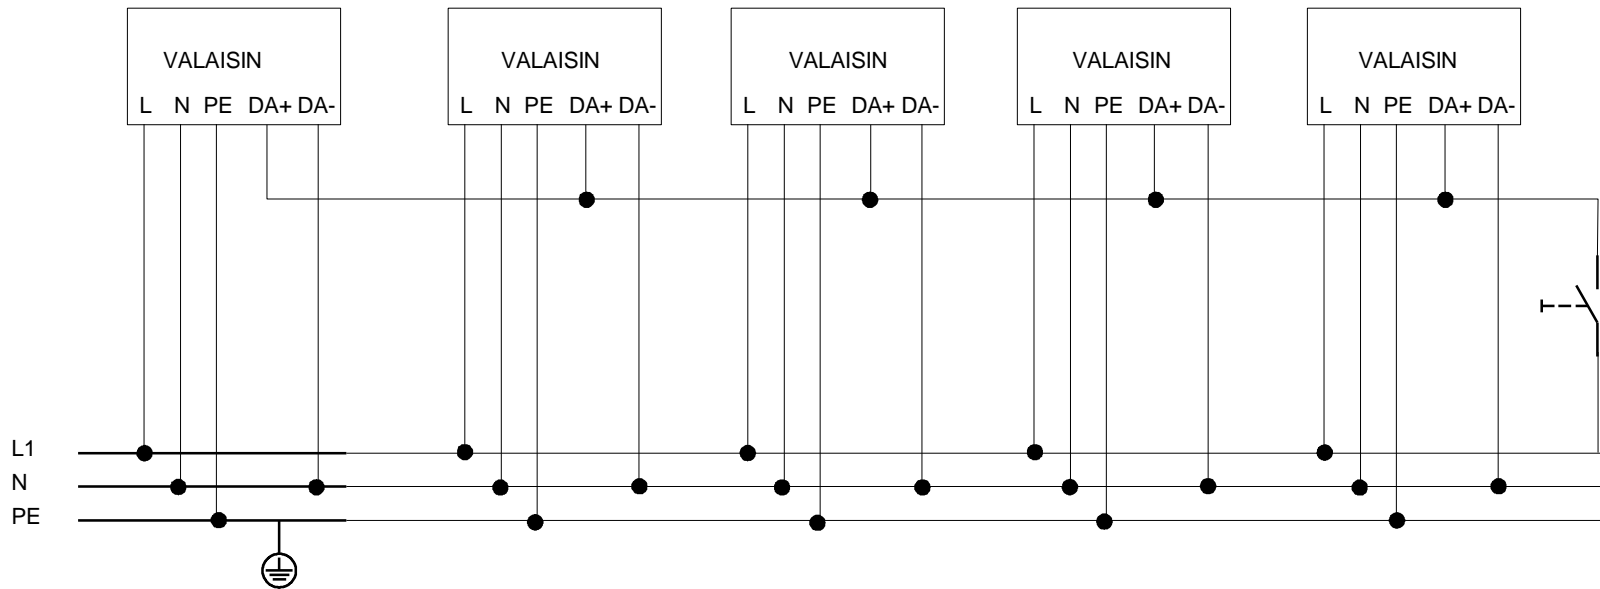 VALAISIN VALAISIN VALAISIN VALAISIN VALAISIN
L N PE DA+ DA- L N PE DA+ DA- L N PE DA+ DA- L N PE DA+ DA- L N PE DA+ DA-
L1
N
PE